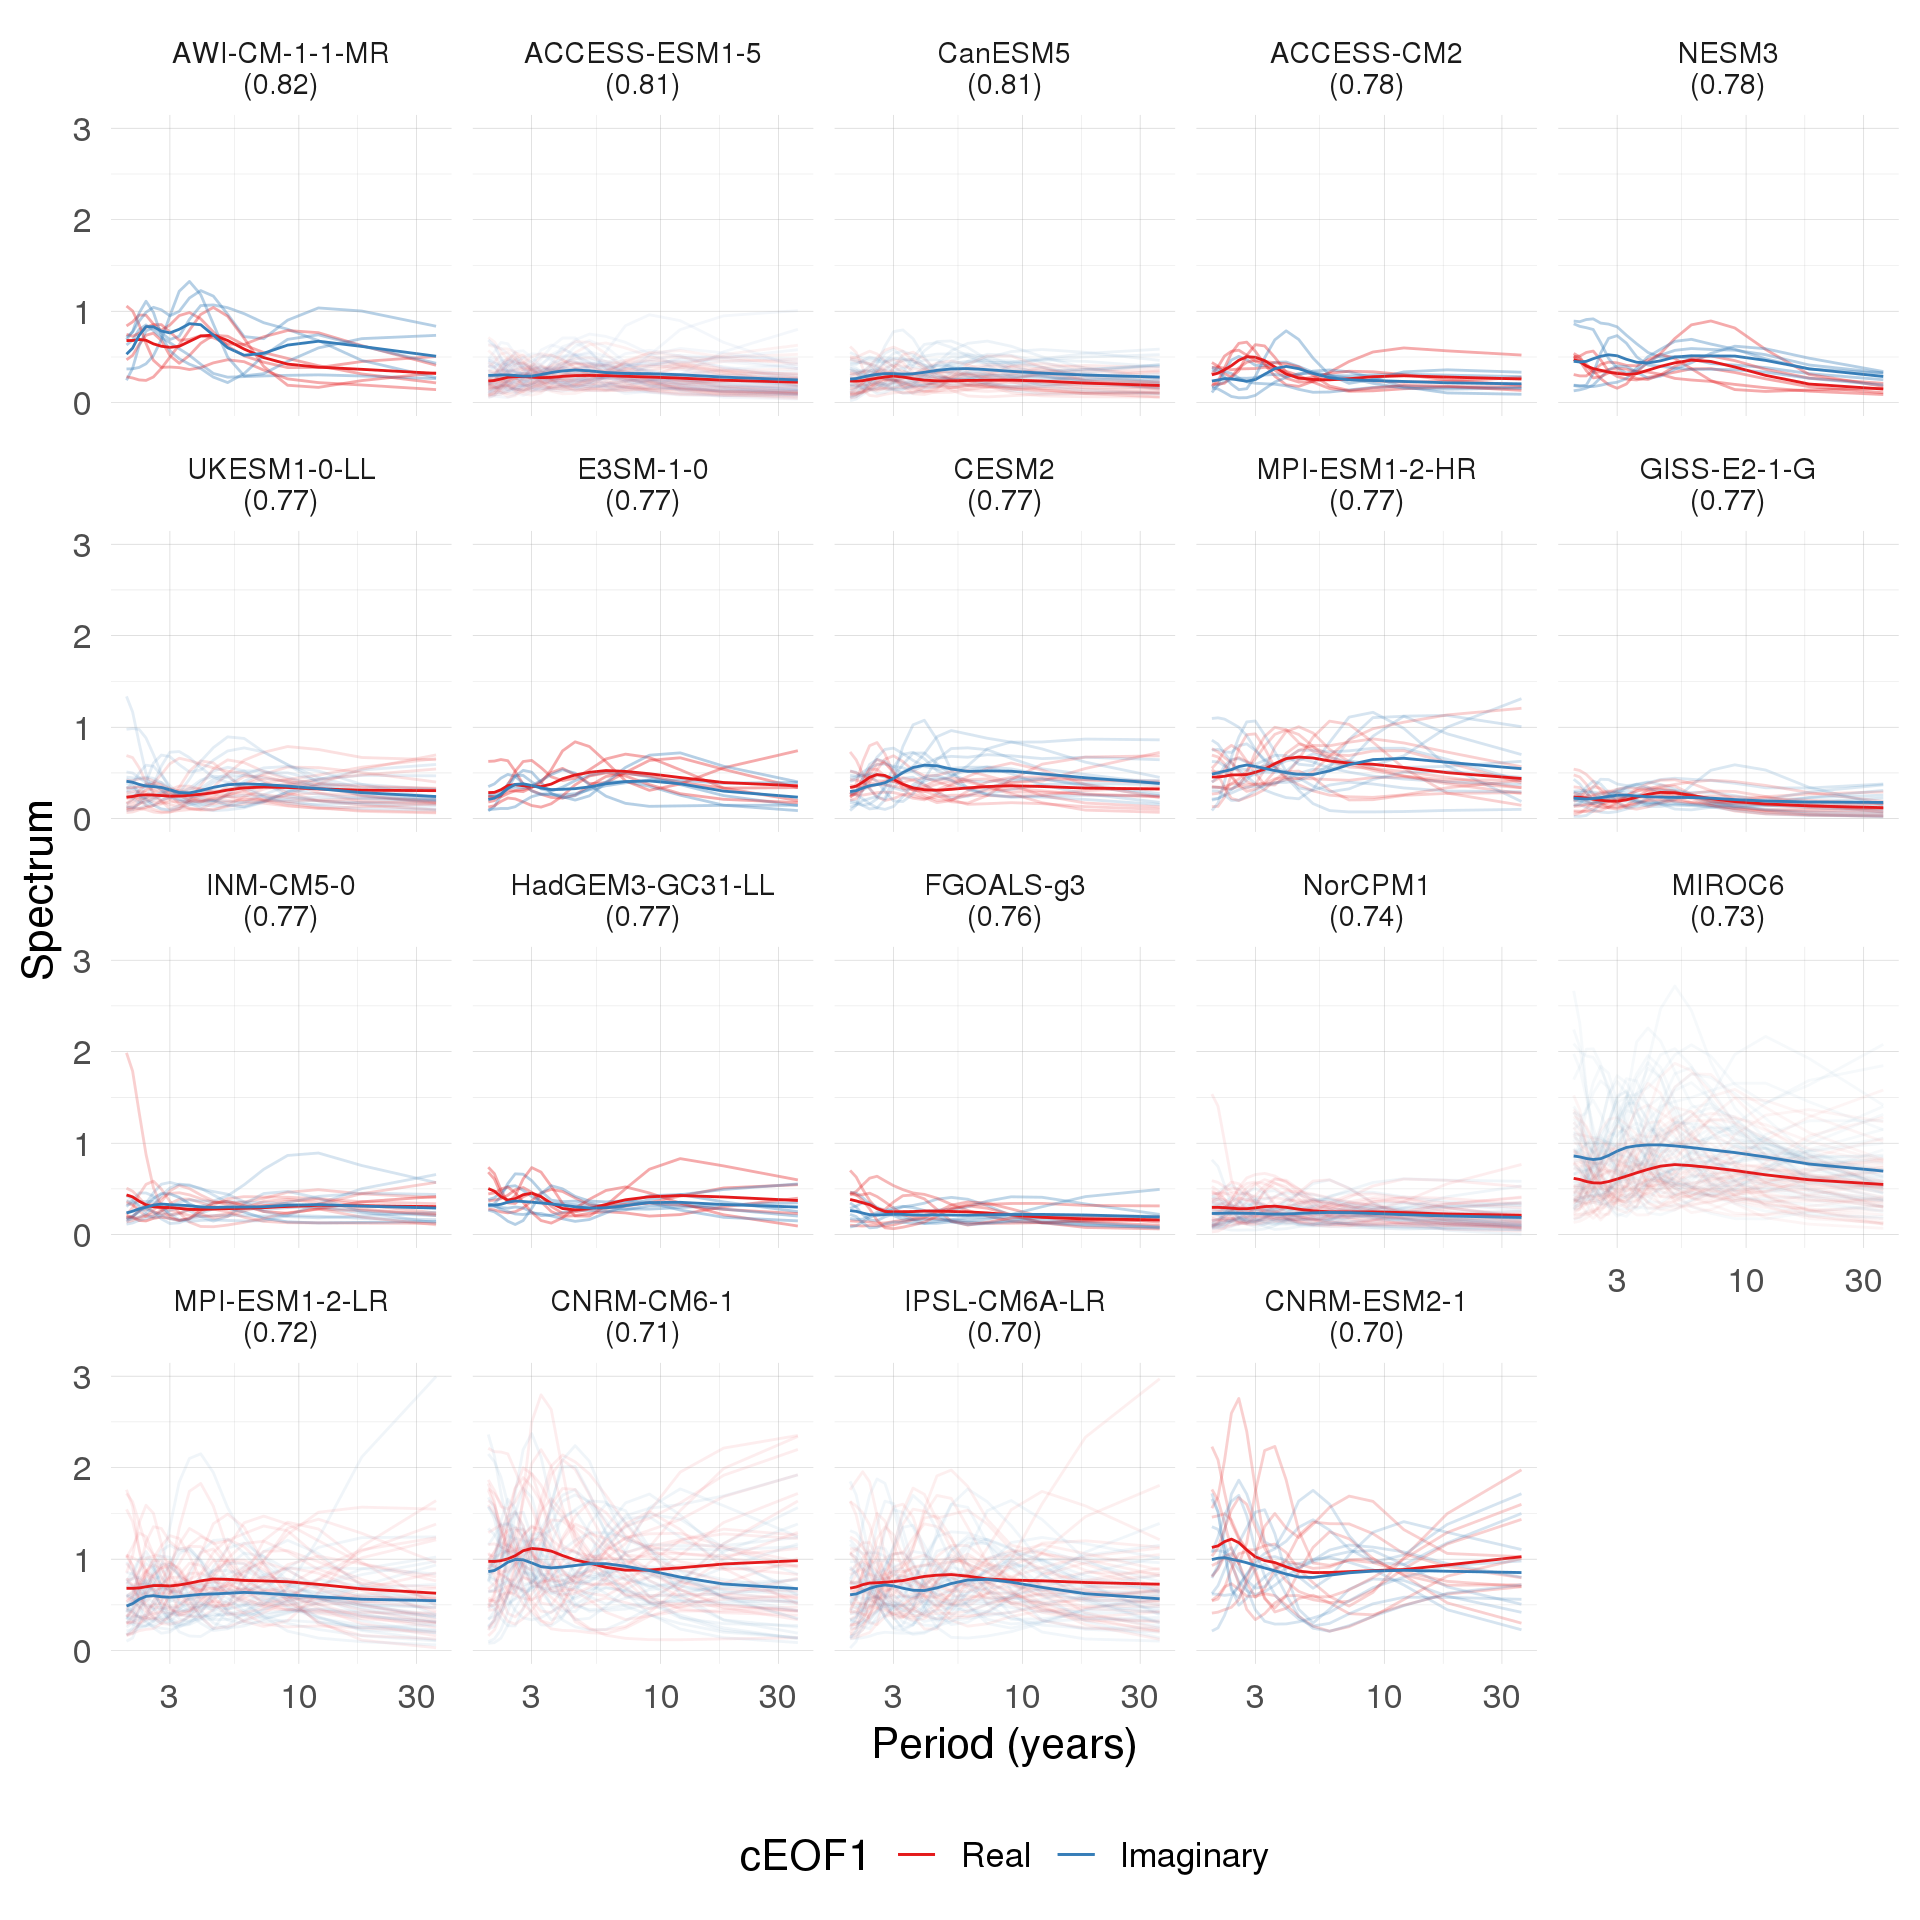 AWI-CM-1-1-MR
(0.82)
ACCESS-ESM1-5
(0.81)
CanESM5
(0.81)
ACCESS-CM2
(0.78)
NESM3
(0.78)
3
2
1
0
UKESM1-0-LL
(0.77)
E3SM-1-0
(0.77)
CESM2
(0.77)
MPI-ESM1-2-HR
(0.77)
GISS-E2-1-G
(0.77)
3
2
1
0
Spectrum
INM-CM5-0
(0.77)
HadGEM3-GC31-LL
(0.77)
FGOALS-g3
(0.76)
NorCPM1
(0.74)
MIROC6
(0.73)
3
2
1
0
3 10 30
MPI-ESM1-2-LR
(0.72)
CNRM-CM6-1
(0.71)
IPSL-CM6A-LR
(0.70)
CNRM-ESM2-1
(0.70)
3
2
1
0
3 10 30
3 10 30
3 10 30
3 10 30
Period (years)
cEOF1 Real Imaginary